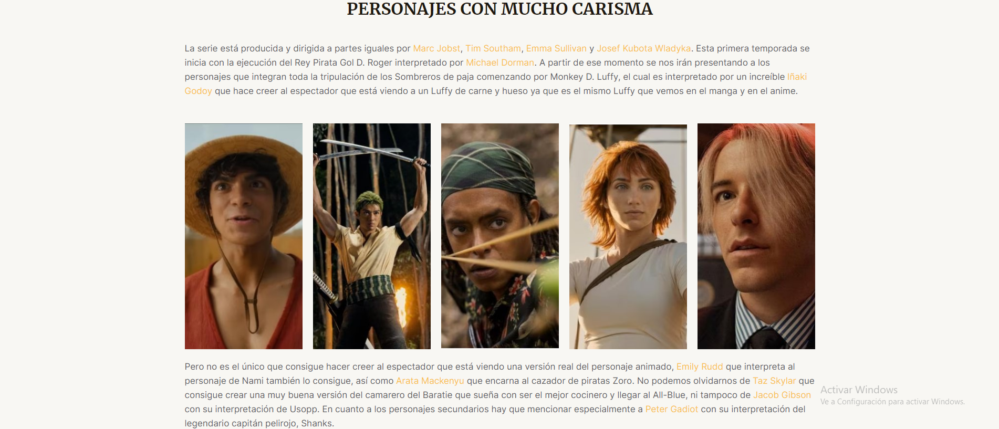 PERSONAJES CON MUCHO CARISMA
La serie está producida y dirigida a partes iguales por Marc Jobst, Tim Southam, Emma Sullivan y Josef Kubota Wladyka. Esta primera temporada se
inicia con la ejecución del Rey Pirata Gol D. Roger interpretado por Michael Dorman. A partir de ese momento se nos irán presentando a los
personajes que integran toda la tripulación de los Sombreros de paja comenzando por Monkey D. Luffy, el cual es interpretado por un increíble Iñaki
Godoy que hace creer al espectador que está viendo a un Luffy de carne y hueso ya que es el mismo Luffy que vemos en el manga y en el anime.
Pero no es el único que consigue hacer creer al espectador que está viendo una versión real del personaje animado, Emily Rudd que interpreta al
personaje de Nami también lo consigue, así como Arata Mackenyu que encarna al cazador de piratas Zoro. No podemos olvidarnos de Taz Skylar que
consigue crear una muy buena versión del camarero del Baratie que sueña con ser el mejor cocinero y llegar al All-Blue, ni tampoco de Jacob Gibson
con su interpretación de Usopp. En cuanto a los personajes secundarios hay que mencionar especialmente a Peter Gadiot con su interpretación del
legendario capitán pelirojo, Shanks.
Activar Windows
Ve a Configuración para activar Windows.